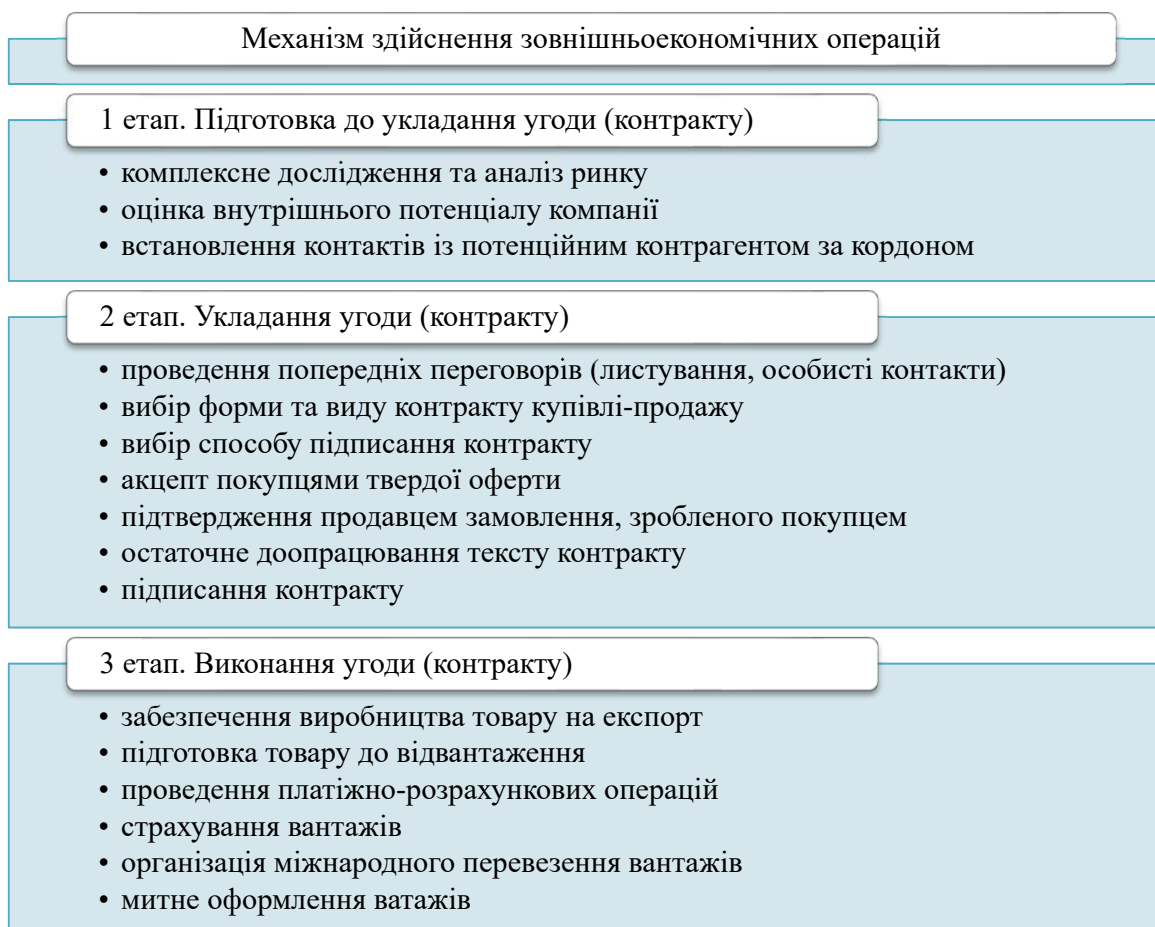 Механізм здійснення зовнішньоекономічних операцій
1 етап. Підготовка до укладання угоди (контракту)
• комплексне дослідження та аналіз ринку
• оцінка внутрішнього потенціалу компанії
• встановлення контактів із потенційним контрагентом за кордоном
2 етап. Укладання угоди (контракту)
• проведення попередніх переговорів (листування, особисті контакти)
• вибір форми та виду контракту купівлі-продажу
• вибір способу підписання контракту
• акцепт покупцями твердої оферти
• підтвердження продавцем замовлення, зробленого покупцем
• остаточне доопрацювання тексту контракту
• підписання контракту
3 етап. Виконання угоди (контракту)
• забезпечення виробництва товару на експорт
• підготовка товару до відвантаження
• проведення платіжно-розрахункових операцій
• страхування вантажів
• організація міжнародного перевезення вантажів
• митне оформлення ватажів